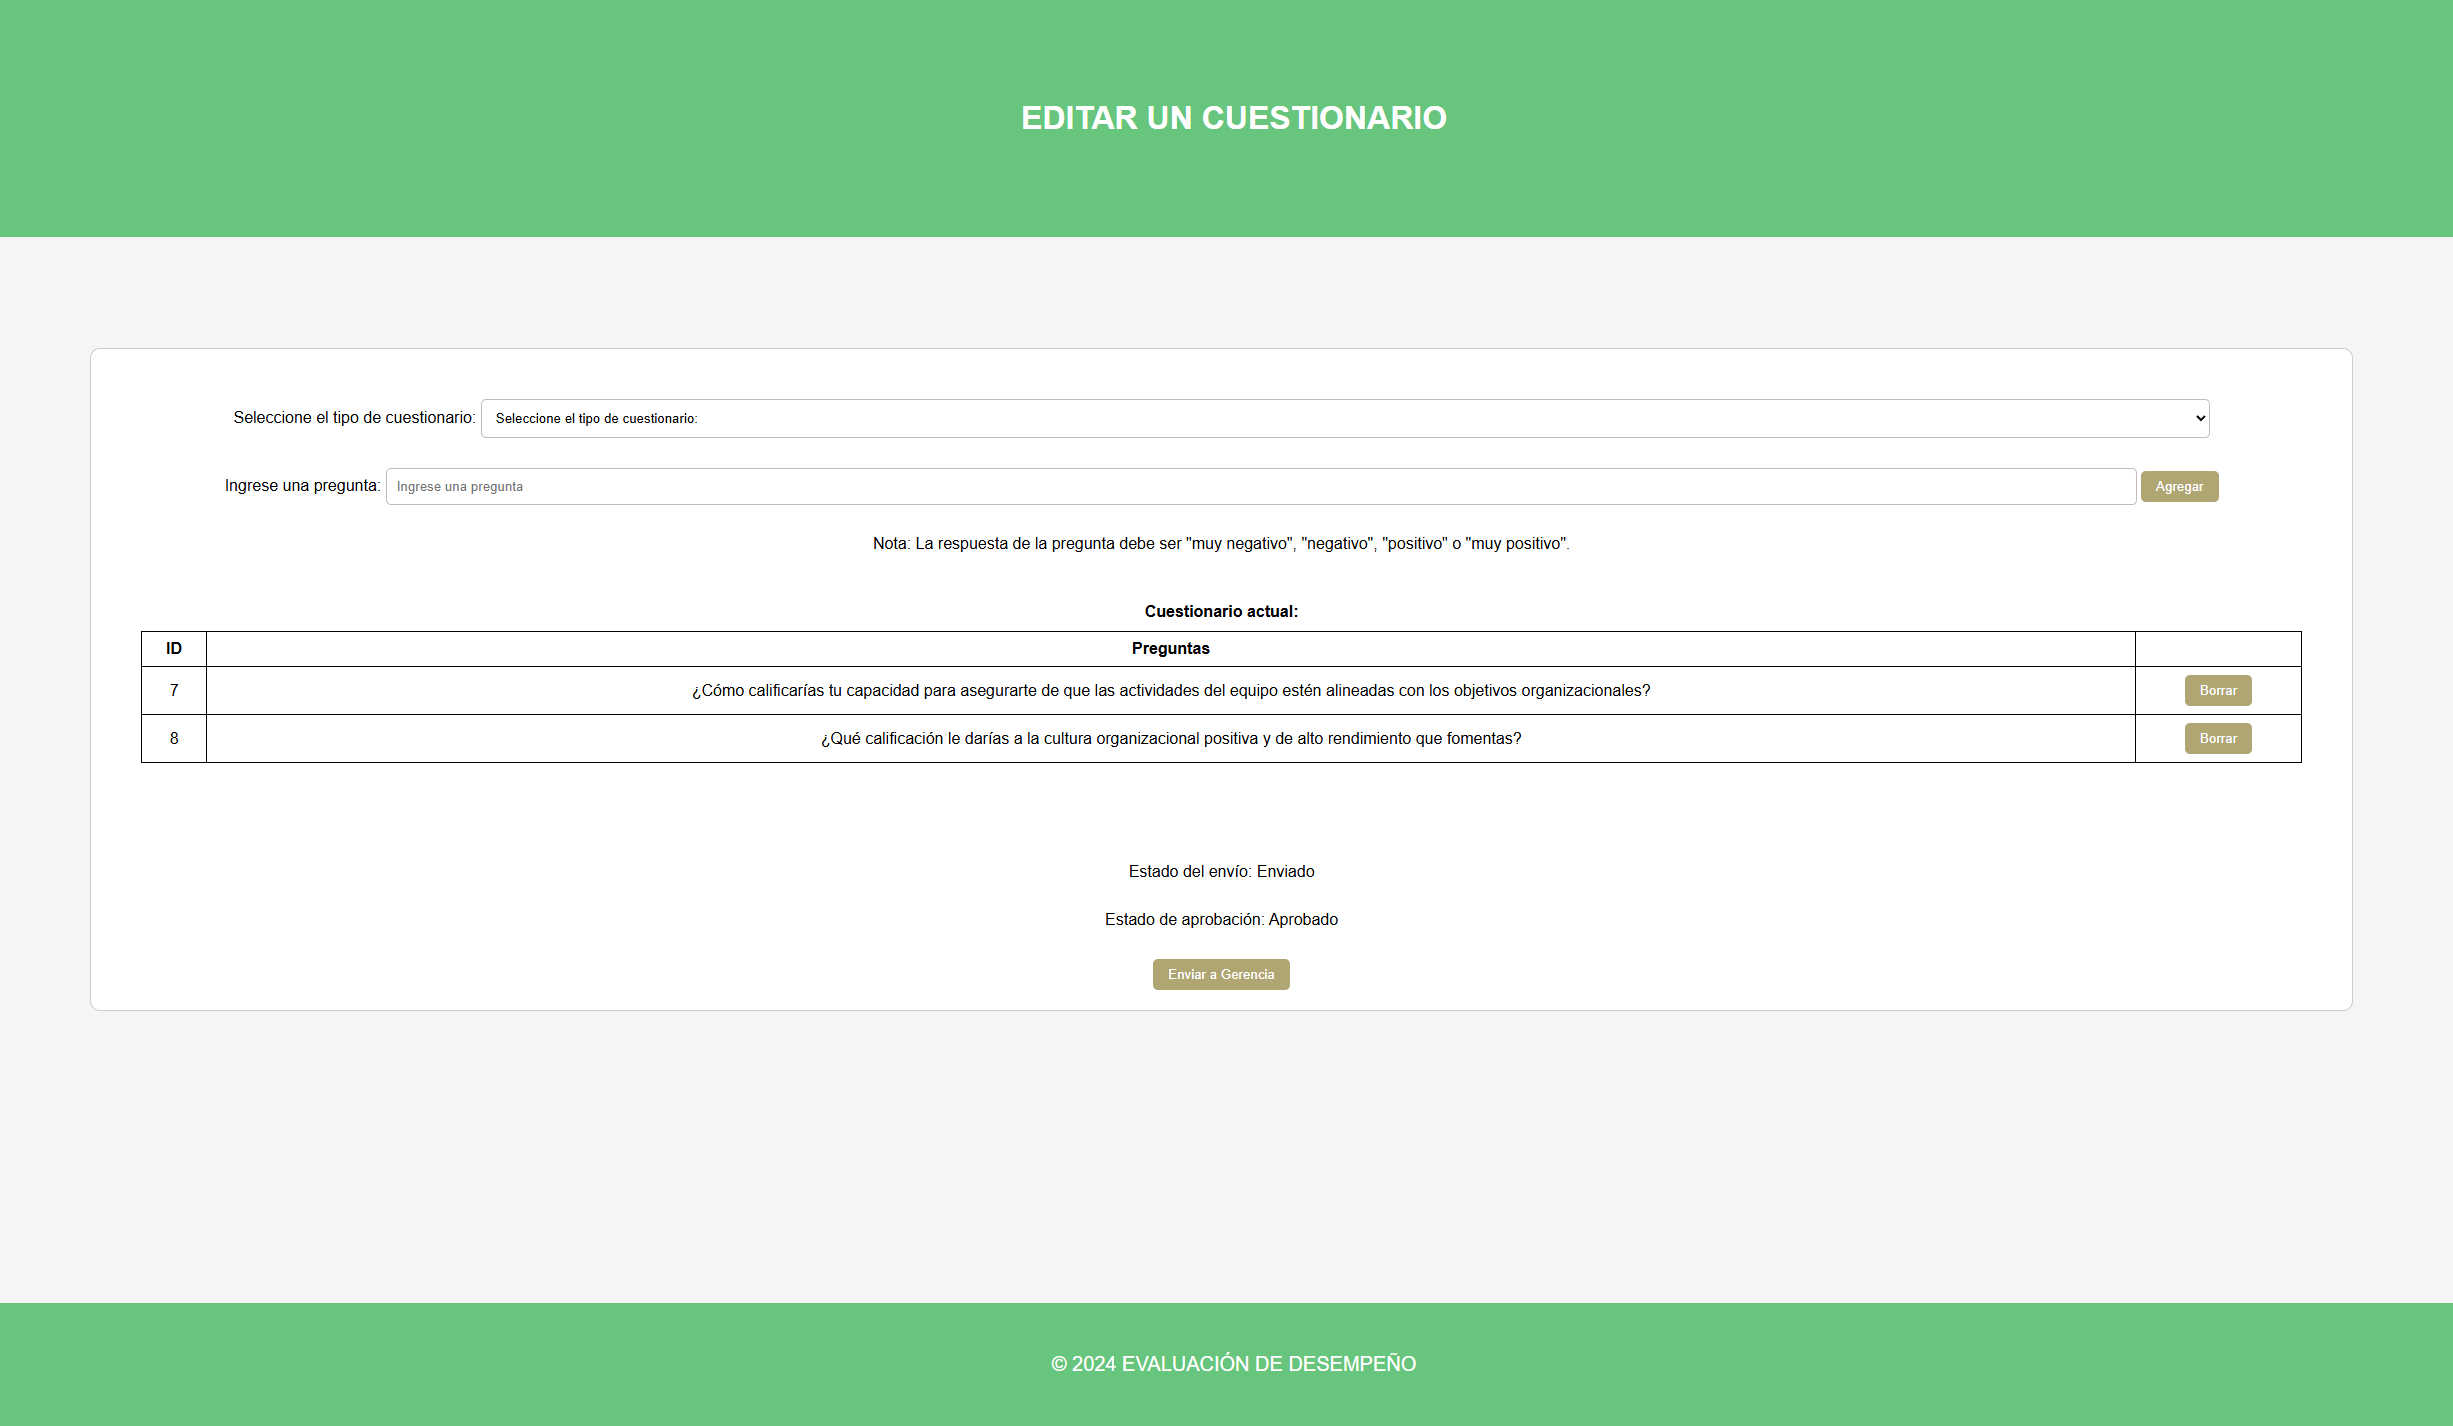 EDITAR UN CUESTIONARIO
Seleccione el tipo de cuestionario: Seleccione el tipo de cuestionario:
Ingrese una pregunta: Ingrese una pregunta Agregar
Nota: La respuesta de la pregunta debe ser "muy negativo", "negativo", "positivo" o "muy positivo".
Cuestionario actual:
ID Preguntas
7 ¿Cómo calificarías tu capacidad para asegurarte de que las actividades del equipo estén alineadas con los objetivos organizacionales? Borrar
8 ¿Qué calificación le darías a la cultura organizacional positiva y de alto rendimiento que fomentas? Borrar
Estado del envío: Enviado
Estado de aprobación: Aprobado
Enviar a Gerencia
© 2024 EVALUACIÓN DE DESEMPEÑO